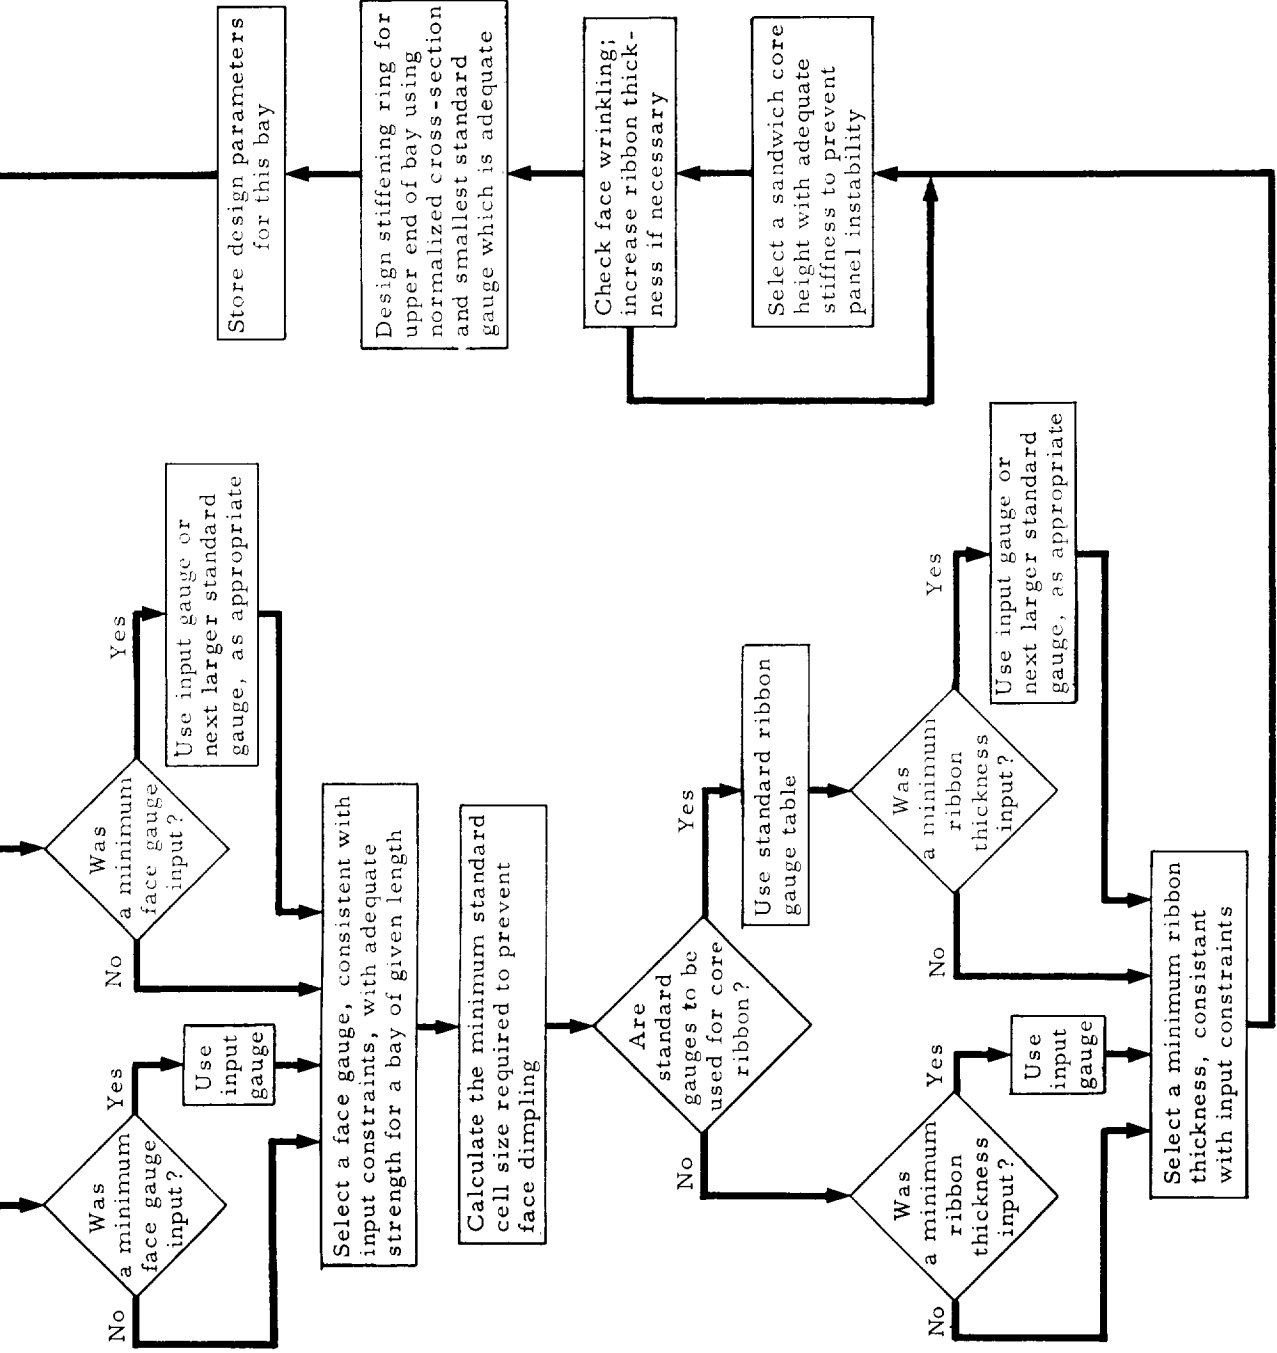 Was
a minimum
face gauge
input?
No
Yes
Use
input
gauge
Was
a minimum
face gauge
input?
No
Yes
Use input gauge or
next larger standard
gauge, as appropriate
Select a face gauge, consistent with
input constraints, with adequate
strength for a bay of given length
Calculate the minimum standard
cell size required to prevent
face dimpling
Are
standard
gauges to be
used for core
ribbon?
No
Yes
Use standard ribbon
gauge table
Was
a minimum
ribbon
thickness
input?
No
Yes
Use
input
gauge
Was
a minimum
ribbon
thickness
input?
No
Yes
Use input gauge or
next larger standard
gauge, as appropriate
Select a minimum ribbon
thickness, constant
with input constraints
Select a sandwich core
height with adequate
stiffness to prevent
panel instability
Check face wrinkling;
increase ribbon thick-
ness if necessary
Design stiffening ring for
upper end of bay using
normalized cross-section
and smallest standard
gauge which is adequate
Store design parameters
for this bay